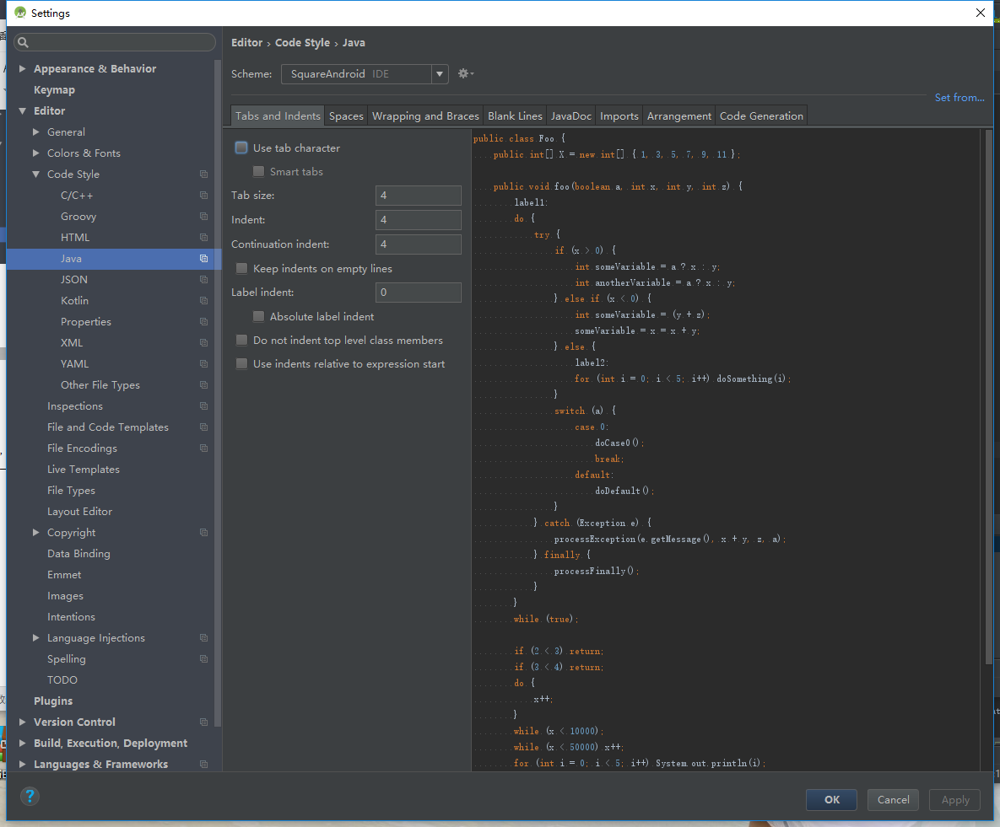 Settings
Editor › Code Style › Java
Scheme: SquareAndroid IDE
Set from...
Appearance & Behavior
Keymap
Editor
General
Colors & Fonts
Code Style
C/C++
Groovy
HTML
Java
JSON
Kotlin
Properties
XML
YAML
Other File Types
Inspections
File and Code Templates
File Encodings
Live Templates
File Types
Layout Editor
Copyright
Data Binding
Emmet
Images
Intentions
Language Injections
Spelling
TODO
Plugins
Version Control
Build, Execution, Deployment
Languages & Frameworks
Tabs and Indents Spaces Wrapping and Braces Blank Lines JavaDoc Imports Arrangement Code Generation
Use tab character
Smart tabs
Tab size: 4
Indent: 4
Continuation indent: 4
Keep indents on empty lines
Label indent: 0
Absolute label indent
Do not indent top level class members
Use indents relative to expression start
public class Foo {
    public int[] X = new int[] { 1, 3, 5, 7, 9, 11 };
    public void foo(boolean a, int x, int y, int z) {
        label1:
        do {
            try {
                if (x > 0) {
                    int someVariable = a ? x : y;
                    int anotherVariable = a ? x : y;
                } else if (x < 0) {
                    int someVariable = (y + z);
                    someVariable = x = x + y;
                } else {
                    label2:
                    for (int i = 0; i < 5; i++) doSomething(i);
                }
                switch (a) {
                    case 0:
                        doCase0();
                        break;
                    default:
                        doDefault();
                }
            } catch (Exception e) {
                processException(e.getMessage(), x + y, z, a);
            } finally {
                processFinally();
            }
        }
        while (true);
        if (2 < 3) return;
        if (3 < 4) return;
        do {
            x++;
        }
        while (x < 10000);
        while (x < 50000) x++;
        for (int i = 0; i < 5; i++) System.out.println(i);
?
OK Cancel Apply